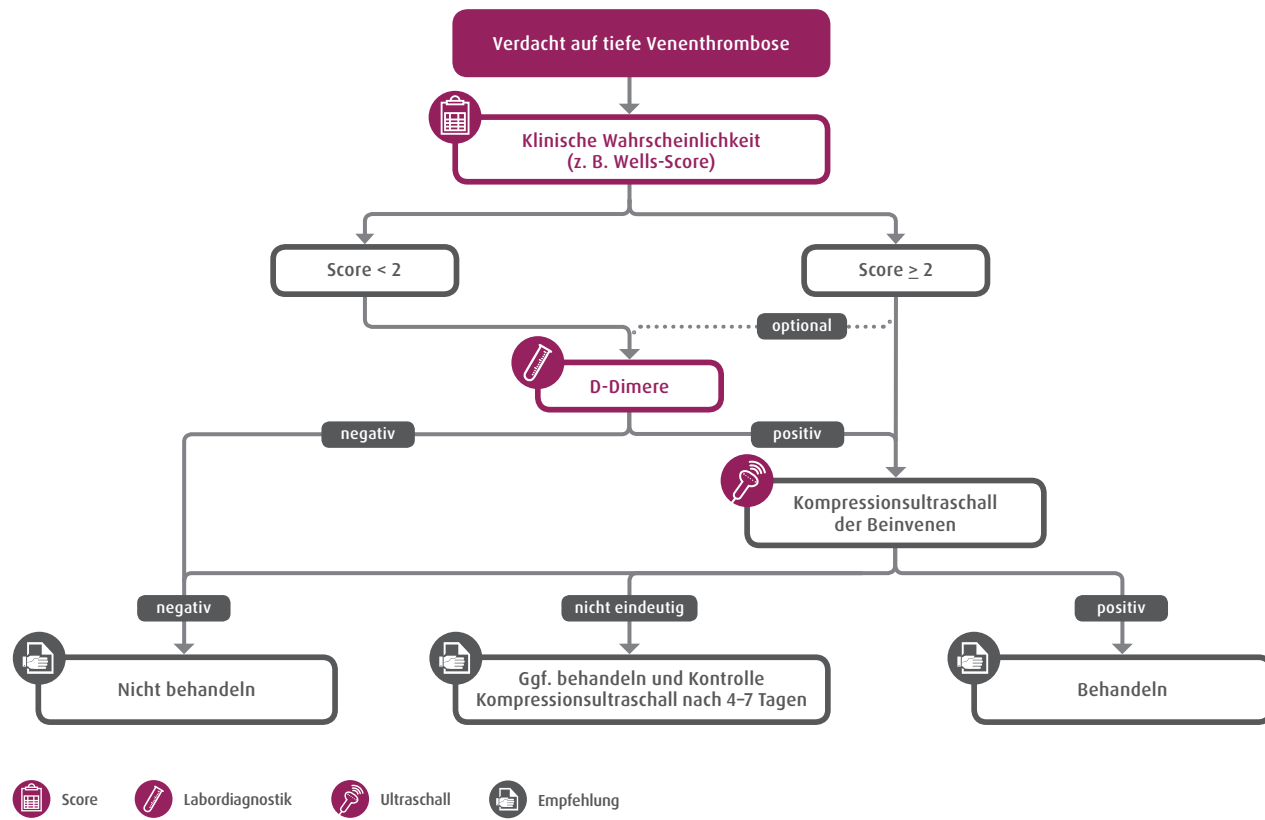 Verdacht auf tiefe Venenthrombose
Klinische Wahrscheinlichkeit
(z. B. Wells-Score)
Score < 2
Score ≥ 2
optional
D-Dimere
negativ
positiv
Kompressionsultraschall
der Beinvenen
negativ
nicht eindeutig
positiv
Nicht behandeln
Ggf. behandeln und Kontrolle
Kompressionsultraschall nach 4–7 Tagen
Behandeln
Score
Labordiagnostik
Ultraschall
Empfehlung